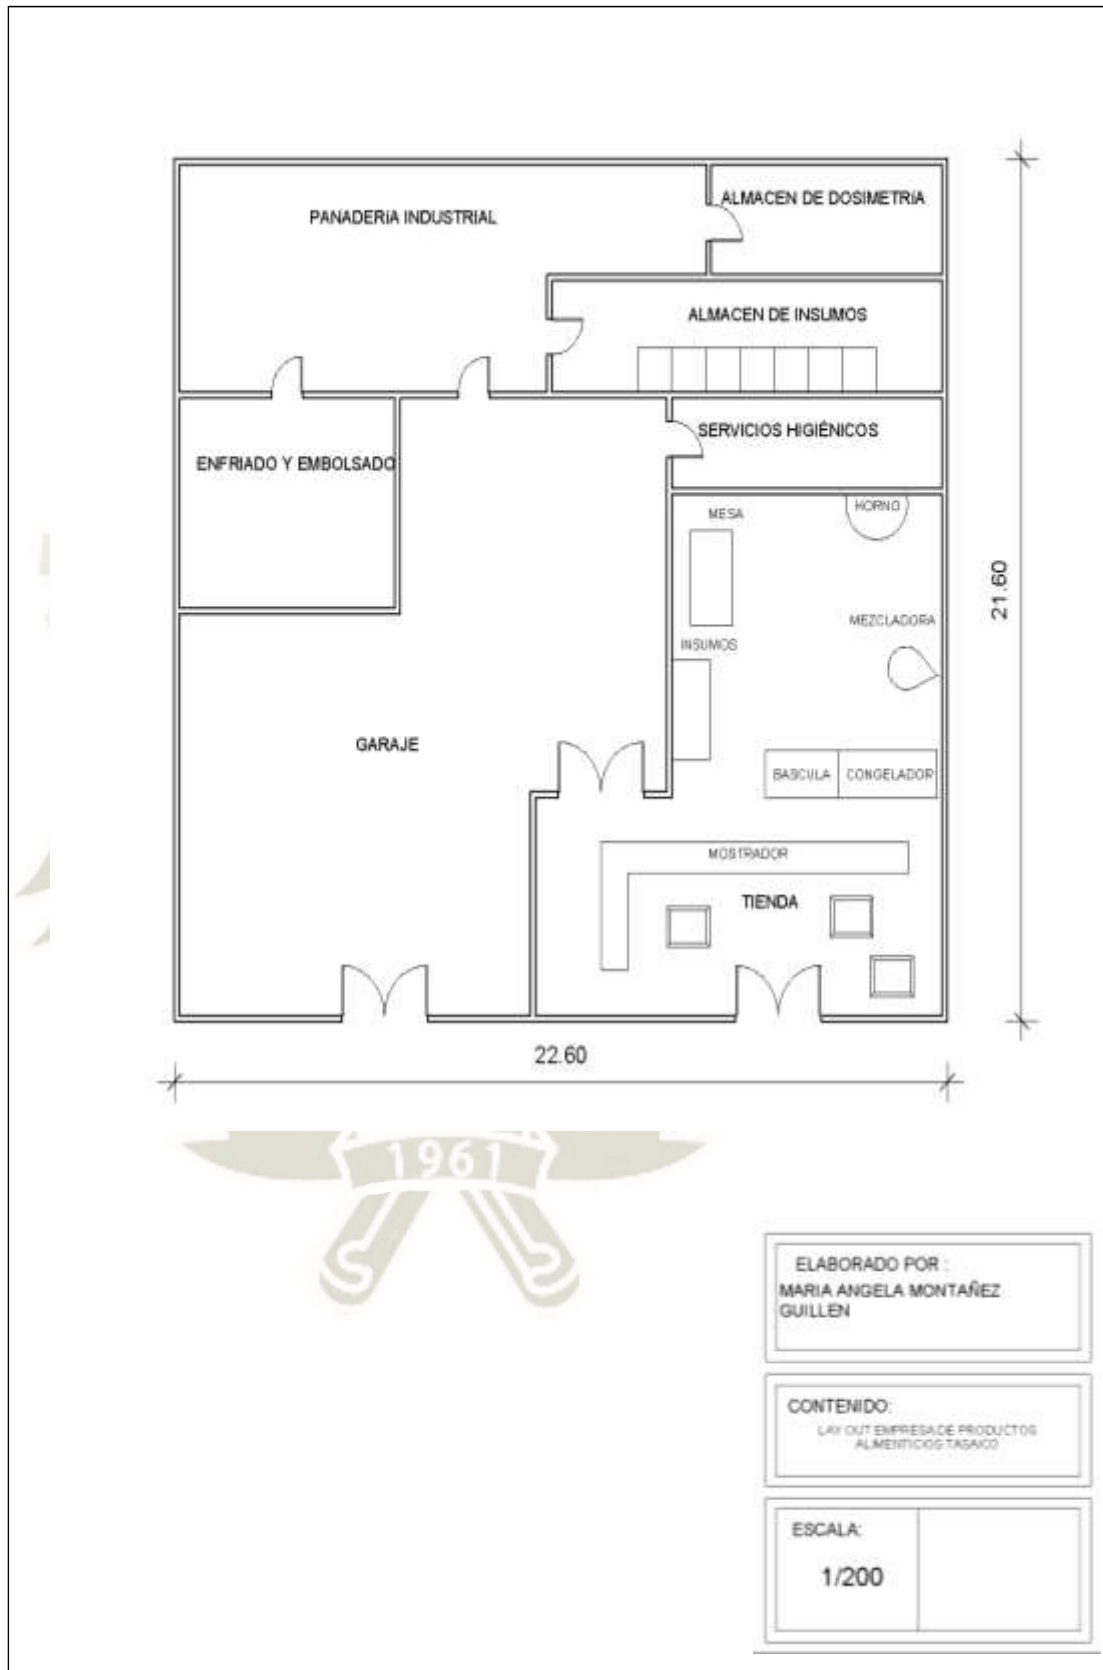 PANADERÍA INDUSTRIAL
ALMACEN DE DOSIMETRÍA
ALMACEN DE INSUMOS
SERVICIOS HIGIÉNICOS
ENFRIADO Y EMBOLSADO
HORNO
MESA
21.60
MEZCLADORA
INSUMOS
GARAJE
BASCULA
CONGELADOR
MOSTRADOR
TIENDA
22.60
1961
ELABORADO POR :
MARIA ANGELA MONTAÑEZ
GUILLEN
CONTENIDO:
LAY OUT EMPRESA DE PRODUCTOS
ALIMENTICIOS TASAICO
ESCALA:
1/200